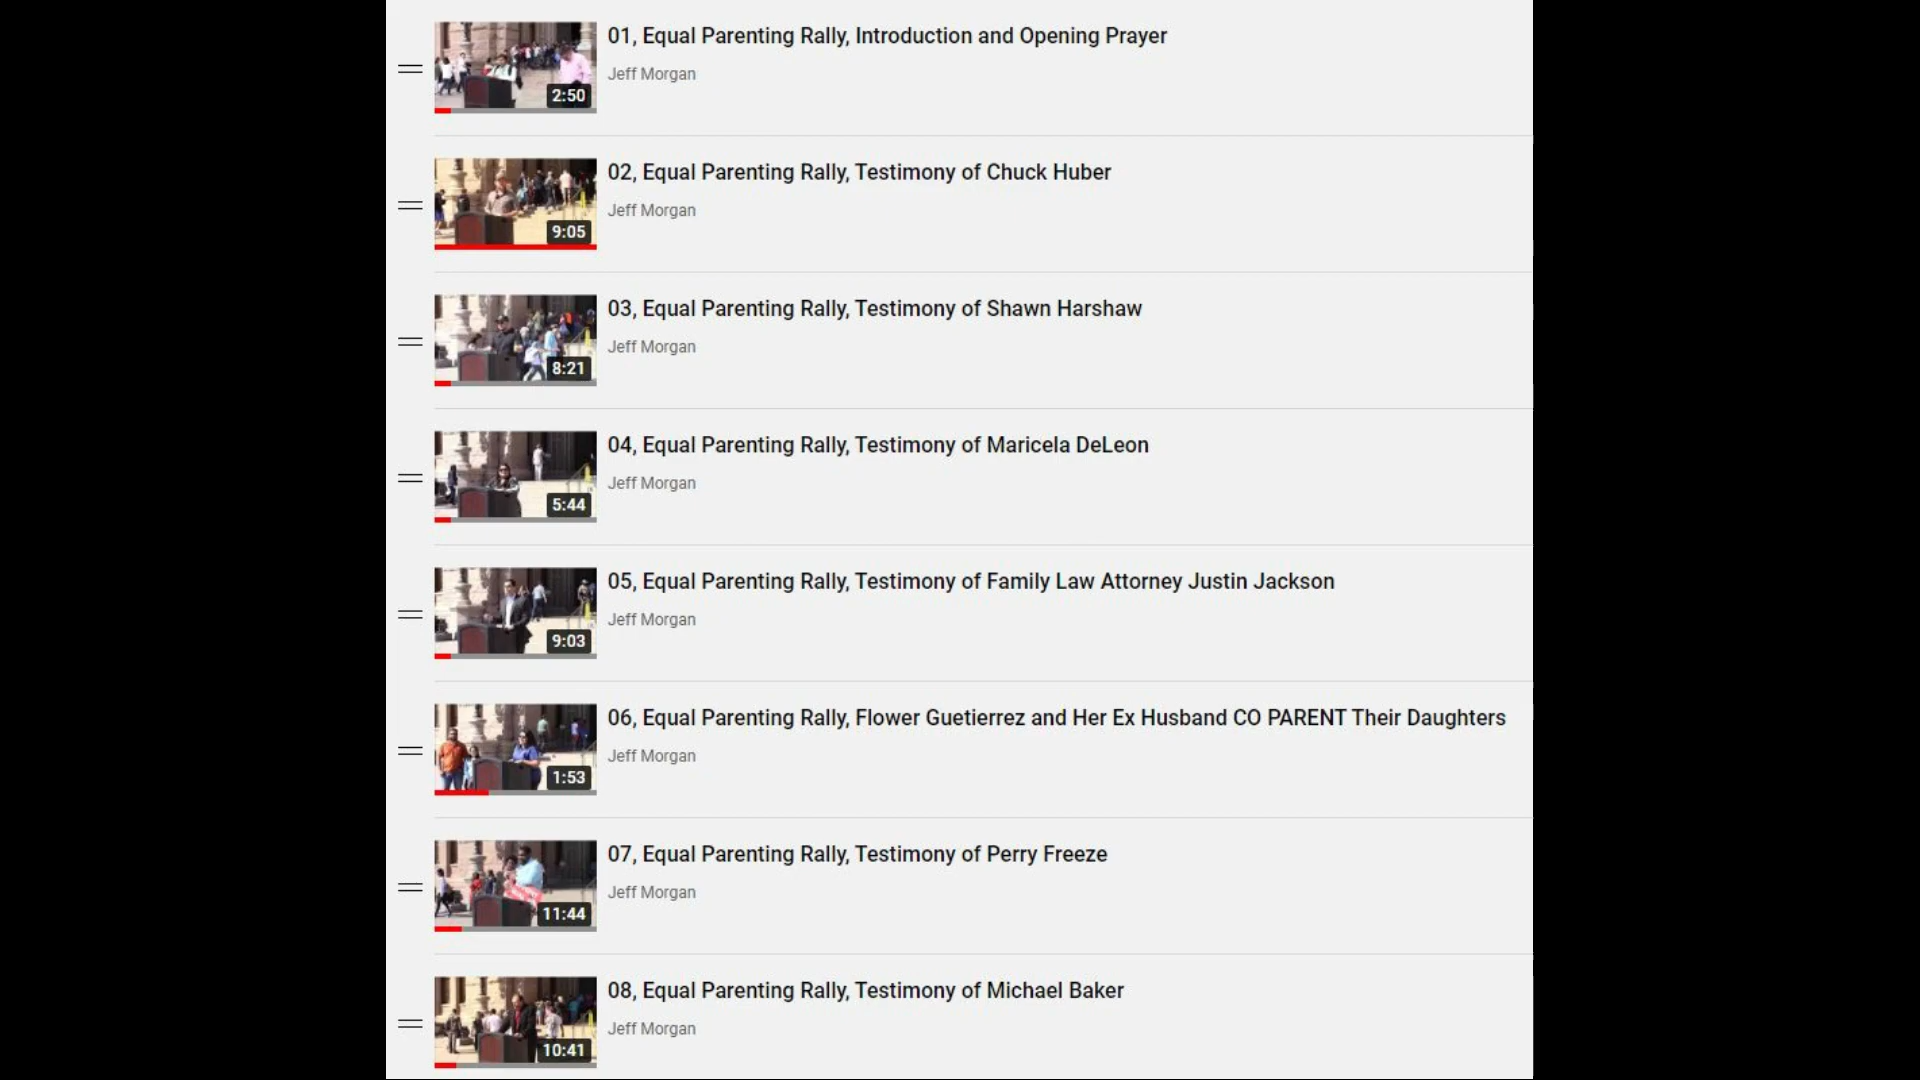 01, Equal Parenting Rally, Introduction and Opening Prayer
Jeff Morgan
2:50
02, Equal Parenting Rally, Testimony of Chuck Huber
Jeff Morgan
9:05
03, Equal Parenting Rally, Testimony of Shawn Harshaw
Jeff Morgan
8:21
04, Equal Parenting Rally, Testimony of Maricela DeLeon
Jeff Morgan
5:44
05, Equal Parenting Rally, Testimony of Family Law Attorney Justin Jackson
Jeff Morgan
9:03
06, Equal Parenting Rally, Flower Guetierrez and Her Ex Husband CO PARENT Their Daughters
Jeff Morgan
1:53
07, Equal Parenting Rally, Testimony of Perry Freeze
Jeff Morgan
11:44
08, Equal Parenting Rally, Testimony of Michael Baker
Jeff Morgan
10:41